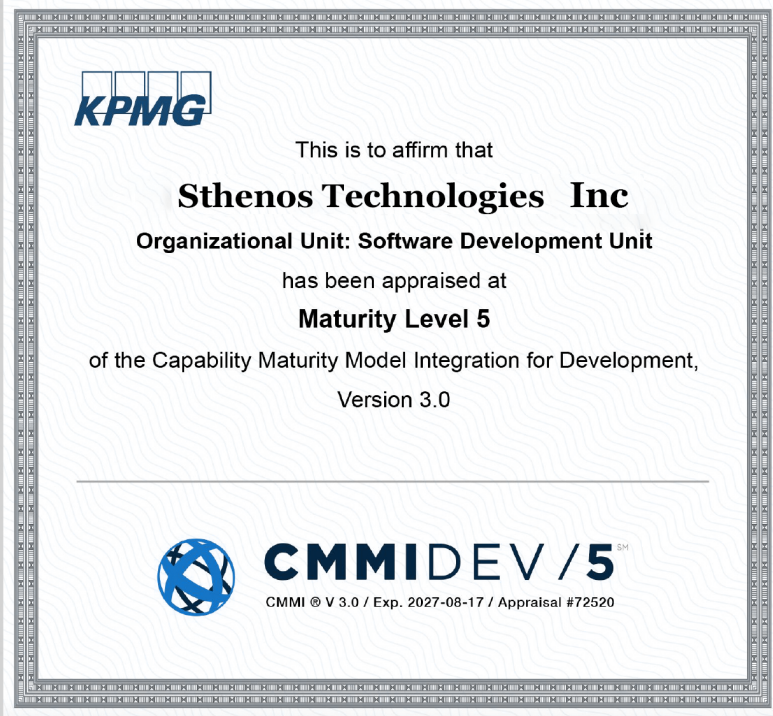 KPMG
This is to affirm that
Sthenos Technologies Inc
Organizational Unit: Software Development Unit
has been appraised at
Maturity Level 5
of the Capability Maturity Model Integration for Development,
Version 3.0
CMMIDEV/5℠
CMMI ® V 3.0 / Exp. 2027-08-17 / Appraisal #72520